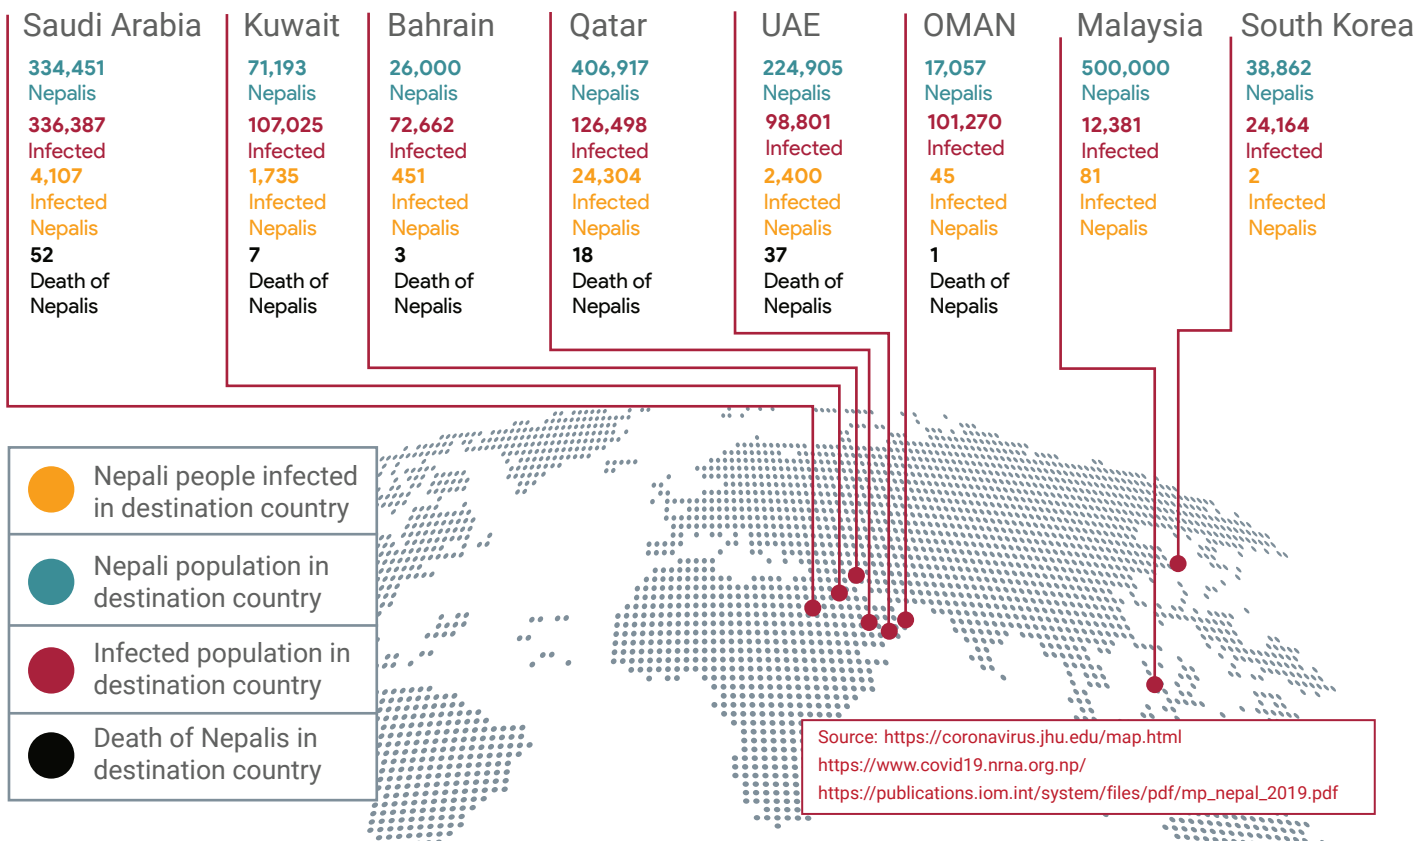 Saudi Arabia
334,451
Nepalis
336,387
Infected
4,107
Infected
Nepalis
52
Death of
Nepalis
Kuwait
71,193
Nepalis
107,025
Infected
1,735
Infected
Nepalis
7
Death of
Nepalis
Bahrain
26,000
Nepalis
72,662
Infected
451
Infected
Nepalis
3
Death of
Nepalis
Qatar
406,917
Nepalis
126,498
Infected
24,304
Infected
Nepalis
18
Death of
Nepalis
UAE
224,905
Nepalis
98,801
Infected
2,400
Infected
Nepalis
37
Death of
Nepalis
OMAN
17,057
Nepalis
101,270
Infected
45
Infected
Nepalis
1
Death of
Nepalis
Malaysia
500,000
Nepalis
12,381
Infected
81
Infected
Nepalis
South Korea
38,862
Nepalis
24,164
Infected
2
Infected
Nepalis
Nepali people infected
in destination country
Nepali population in
destination country
Infected population in
destination country
Death of Nepalis in
destination country
Source: https://coronavirus.jhu.edu/map.html
https://www.covid19.nrna.org.np/
https://publications.iom.int/system/files/pdf/mp_nepal_2019.pdf